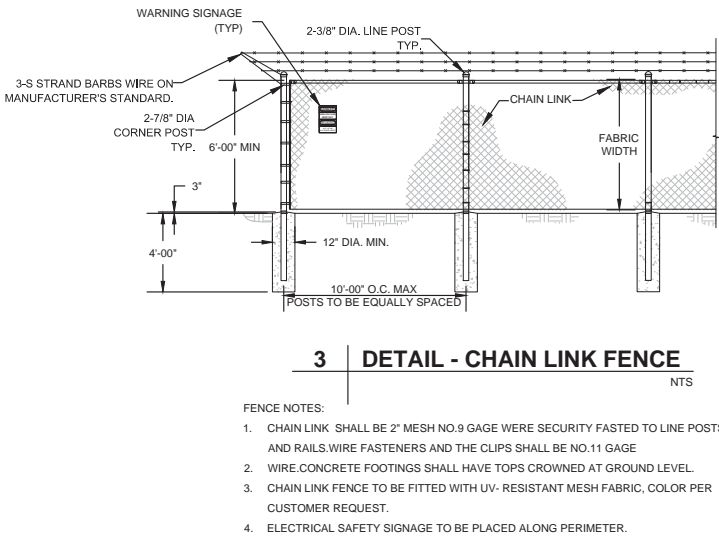 WARNING SIGNAGE
(TYP)
2-3/8" DIA. LINE POST
TYP.
3-S STRAND BARBS WIRE ON
MANUFACTURER'S STANDARD.
2-7/8" DIA
CORNER POST
TYP.
6'-00" MIN
CHAIN LINK
FABRIC
WIDTH
3"
4'-00"
12" DIA. MIN.
10'-00" O.C. MAX
POSTS TO BE EQUALLY SPACED
3 DETAIL - CHAIN LINK FENCE
NTS
FENCE NOTES:
1. CHAIN LINK SHALL BE 2" MESH NO.9 GAGE WERE SECURITY FASTED TO LINE POSTS
AND RAILS.WIRE FASTENERS AND THE CLIPS SHALL BE NO.11 GAGE
2. WIRE.CONCRETE FOOTINGS SHALL HAVE TOPS CROWNED AT GROUND LEVEL.
3. CHAIN LINK FENCE TO BE FITTED WITH UV- RESISTANT MESH FABRIC, COLOR PER
CUSTOMER REQUEST.
4. ELECTRICAL SAFETY SIGNAGE TO BE PLACED ALONG PERIMETER.